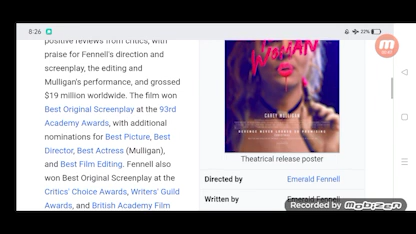 8:26
22%
positive reviews from critics, with
praise for Fennell's direction and
screenplay, the editing and
Mulligan's performance, and grossed
$19 million worldwide. The film won
Best Original Screenplay at the 93rd
Academy Awards, with additional
nominations for Best Picture, Best
Director, Best Actress (Mulligan),
and Best Film Editing. Fennell also
won Best Original Screenplay at the
Critics' Choice Awards, Writers' Guild
Awards, and British Academy Film
WOMAN
CAREY MULLIGAN
Theatrical release poster
Directed by Emerald Fennell
Written by Emerald Fennell
Recorded by Mobizen